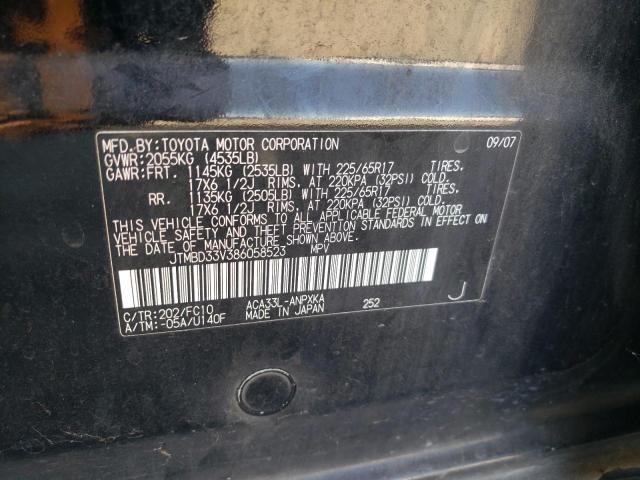 MFD.BY:TOYOTA MOTOR CORPORATION 09/07
GVWR:2055KG (4535LB)
GAWR:FRT. 1145KG (2535LB) WITH 225/65R17 TIRES.
17X6 1/2J RIMS. AT 220KPA (32PSI) COLD.
RR. 1135KG (2505LB) WITH 225/65R17 TIRES.
17X6 1/2J RIMS. AT 220KPA (32PSI) COLD.
THIS VEHICLE CONFORMS TO ALL APPLICABLE FEDERAL MOTOR
VEHICLE SAFETY AND THEFT PREVENTION STANDARDS IN EFFECT ON
THE DATE OF MANUFACTURE SHOWN ABOVE.
JTMBD33V386058523 MPV
C/TR:202/FC10 ACA33L-ANPXKA 252 J
A/TM:-05A/U140F MADE IN JAPAN